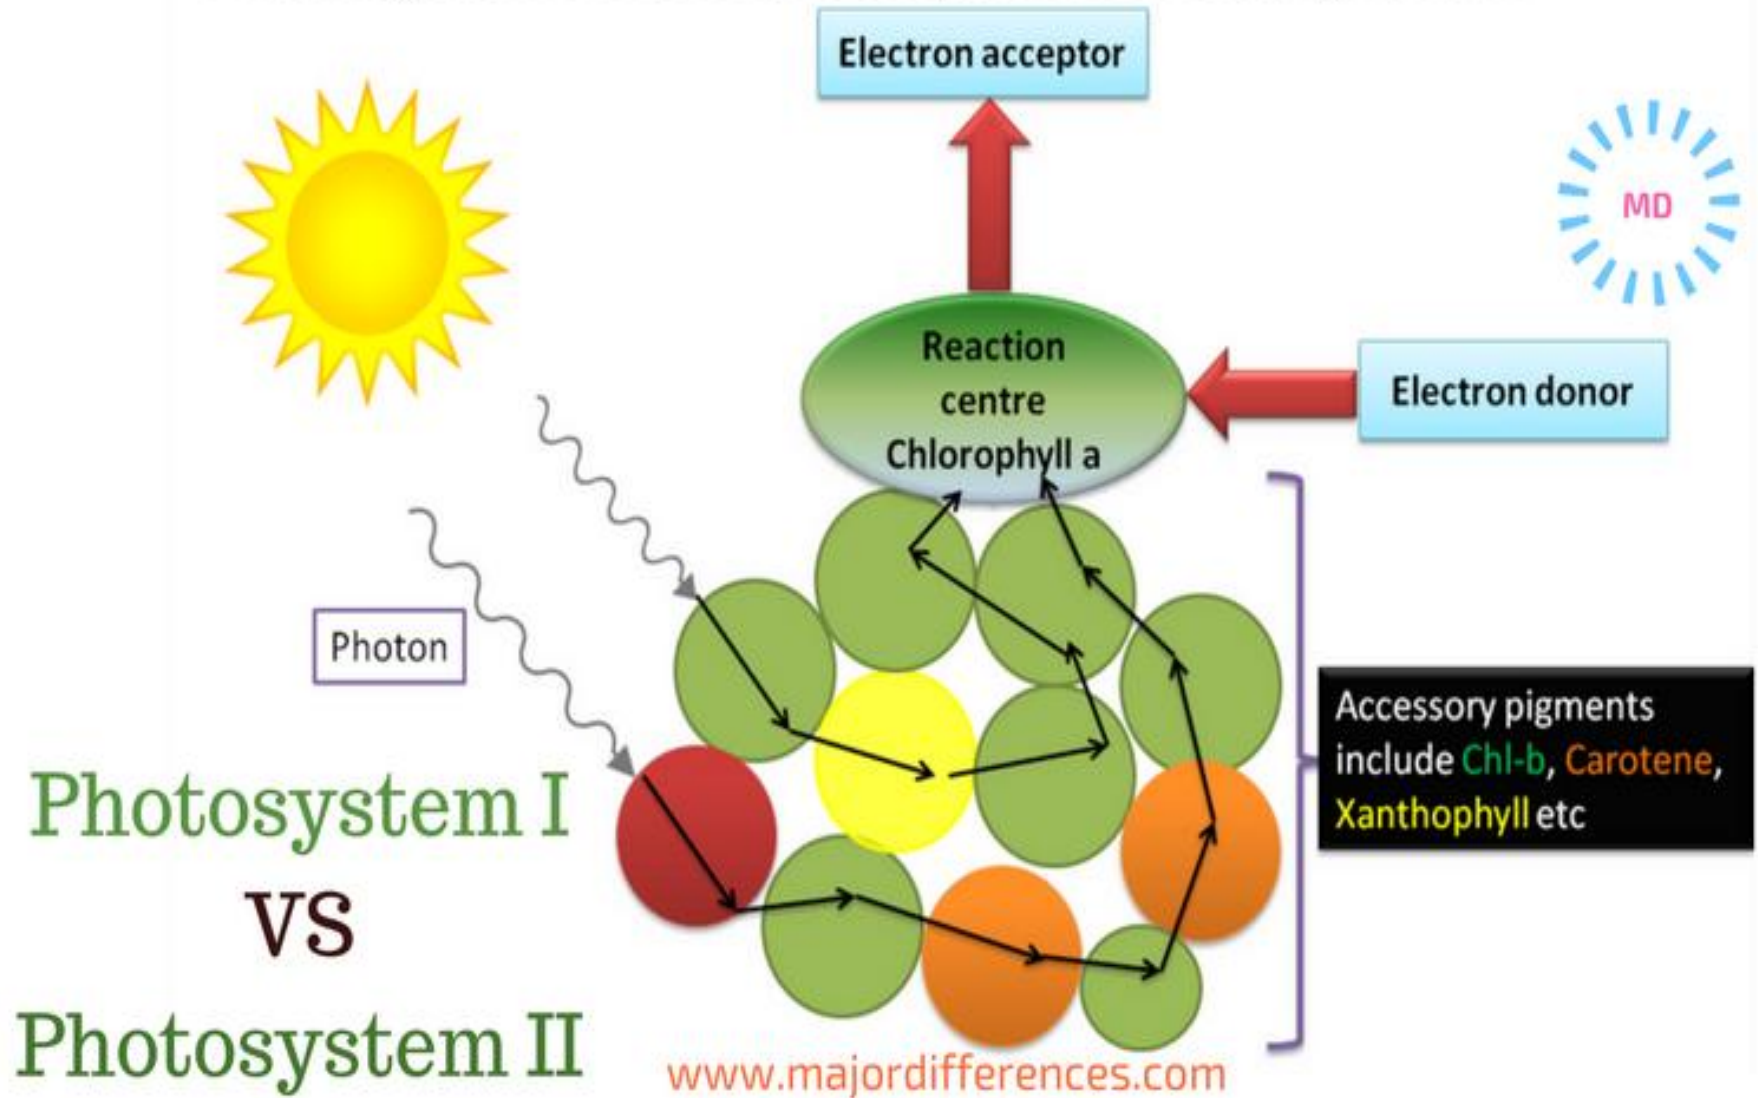 Electron acceptor
MD
Reaction
centre
Chlorophyll a
Electron donor
Photon
Accessory pigments
include Chl-b, Carotene,
Xanthophyll etc
Photosystem I
VS
Photosystem II
www.majordifferences.com